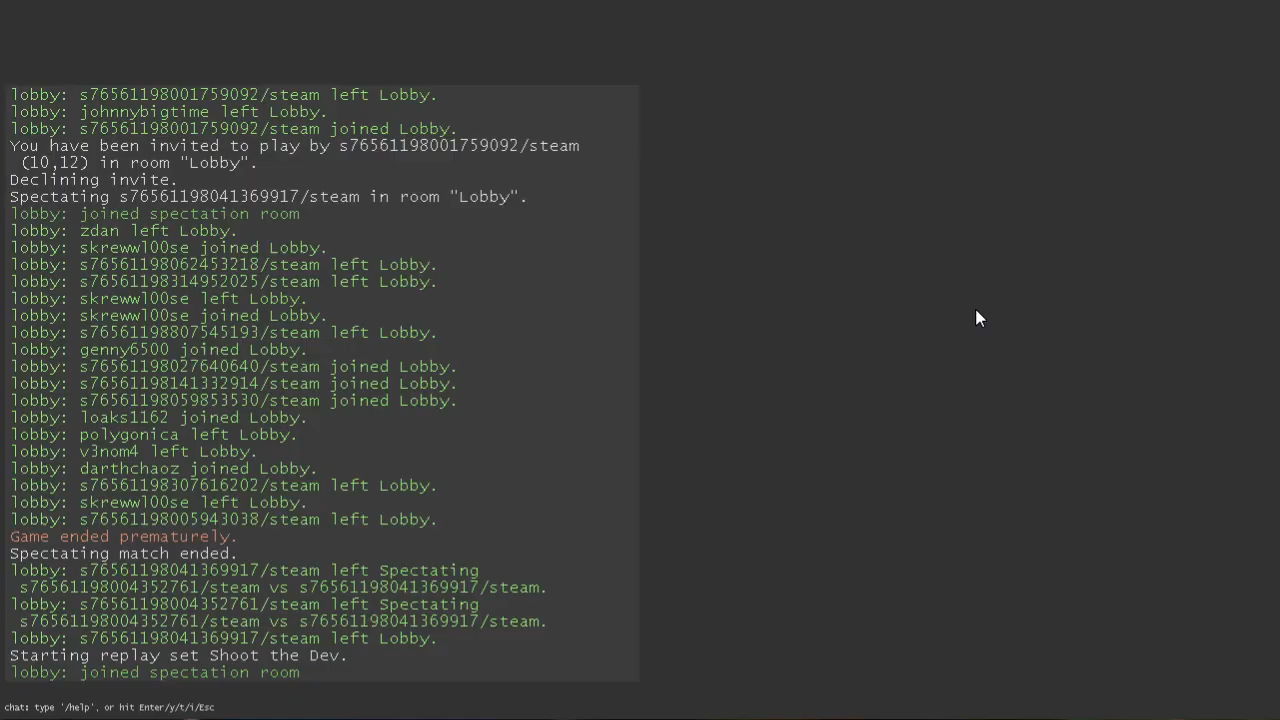 lobby: s76561198001759092/steam left Lobby.
lobby: johnnybigtime left Lobby.
lobby: s76561198001759092/steam joined Lobby.
You have been invited to play by s76561198001759092/steam
(10,12) in room "Lobby".
Declining invite.
Spectating s76561198041369917/steam in room "Lobby".
lobby: joined spectation room
lobby: zdan left Lobby.
lobby: skrewwl00se joined Lobby.
lobby: s76561198062453218/steam left Lobby.
lobby: s76561198314952025/steam left Lobby.
lobby: skrewwl00se left Lobby.
lobby: skrewwl00se joined Lobby.
lobby: s76561198807545193/steam left Lobby.
lobby: genny6500 joined Lobby.
lobby: s76561198027640640/steam joined Lobby.
lobby: s76561198141332914/steam joined Lobby.
lobby: s76561198059853530/steam joined Lobby.
lobby: loaks1162 joined Lobby.
lobby: polygonica left Lobby.
lobby: v3nom4 left Lobby.
lobby: darthchaoz joined Lobby.
lobby: s76561198307616202/steam left Lobby.
lobby: skrewwl00se left Lobby.
lobby: s76561198005943038/steam left Lobby.
Game ended prematurely.
Spectating match ended.
lobby: s76561198041369917/steam left Spectating
s76561198004352761/steam vs s76561198041369917/steam.
lobby: s76561198004352761/steam left Spectating
s76561198004352761/steam vs s76561198041369917/steam.
lobby: s76561198041369917/steam left Lobby.
Starting replay set Shoot the Dev.
lobby: joined spectation room
chat: type '/help', or hit Enter/y/t/i/Esc